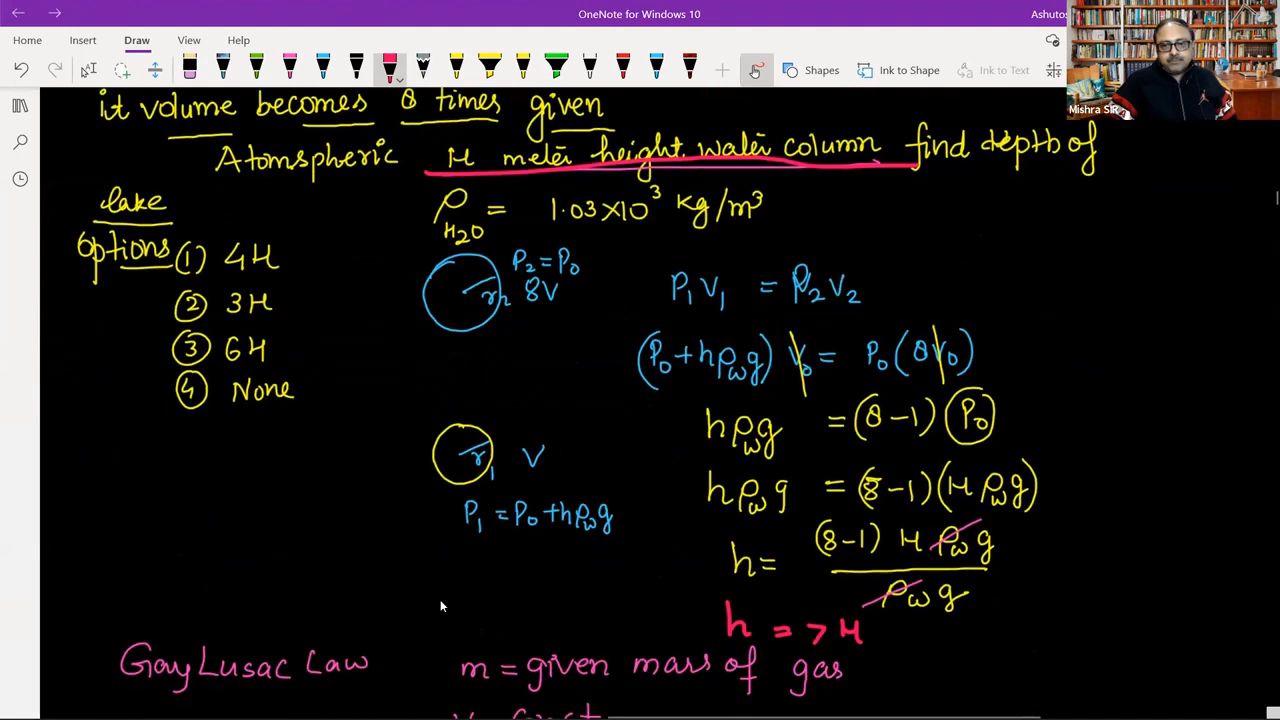 OneNote for Windows 10
Ashutos
Home Insert Draw View Help
Shapes Ink to Shape Ink to Text
Mishra SIR
it volume becomes 8 times given
Atomspheric H meter height water column find depth of
lake
ρH2O = 1.03×10³ kg/m³
options (1) 4H
② 3H
③ 6H
④ None
P₂ = P₀
r₂ 8V
P₁V₁ = P₂V₂
(P₀ + hρwg) V₀ = P₀ (8V₀)
hρwg = (8-1) P₀
r₁ V
hρwg = (8-1)(Hρwg)
P₁ = P₀ + hρwg
h = (8-1) H ρwg
ρwg
h = 7H
Gay Lusac Law m = given mass of gas